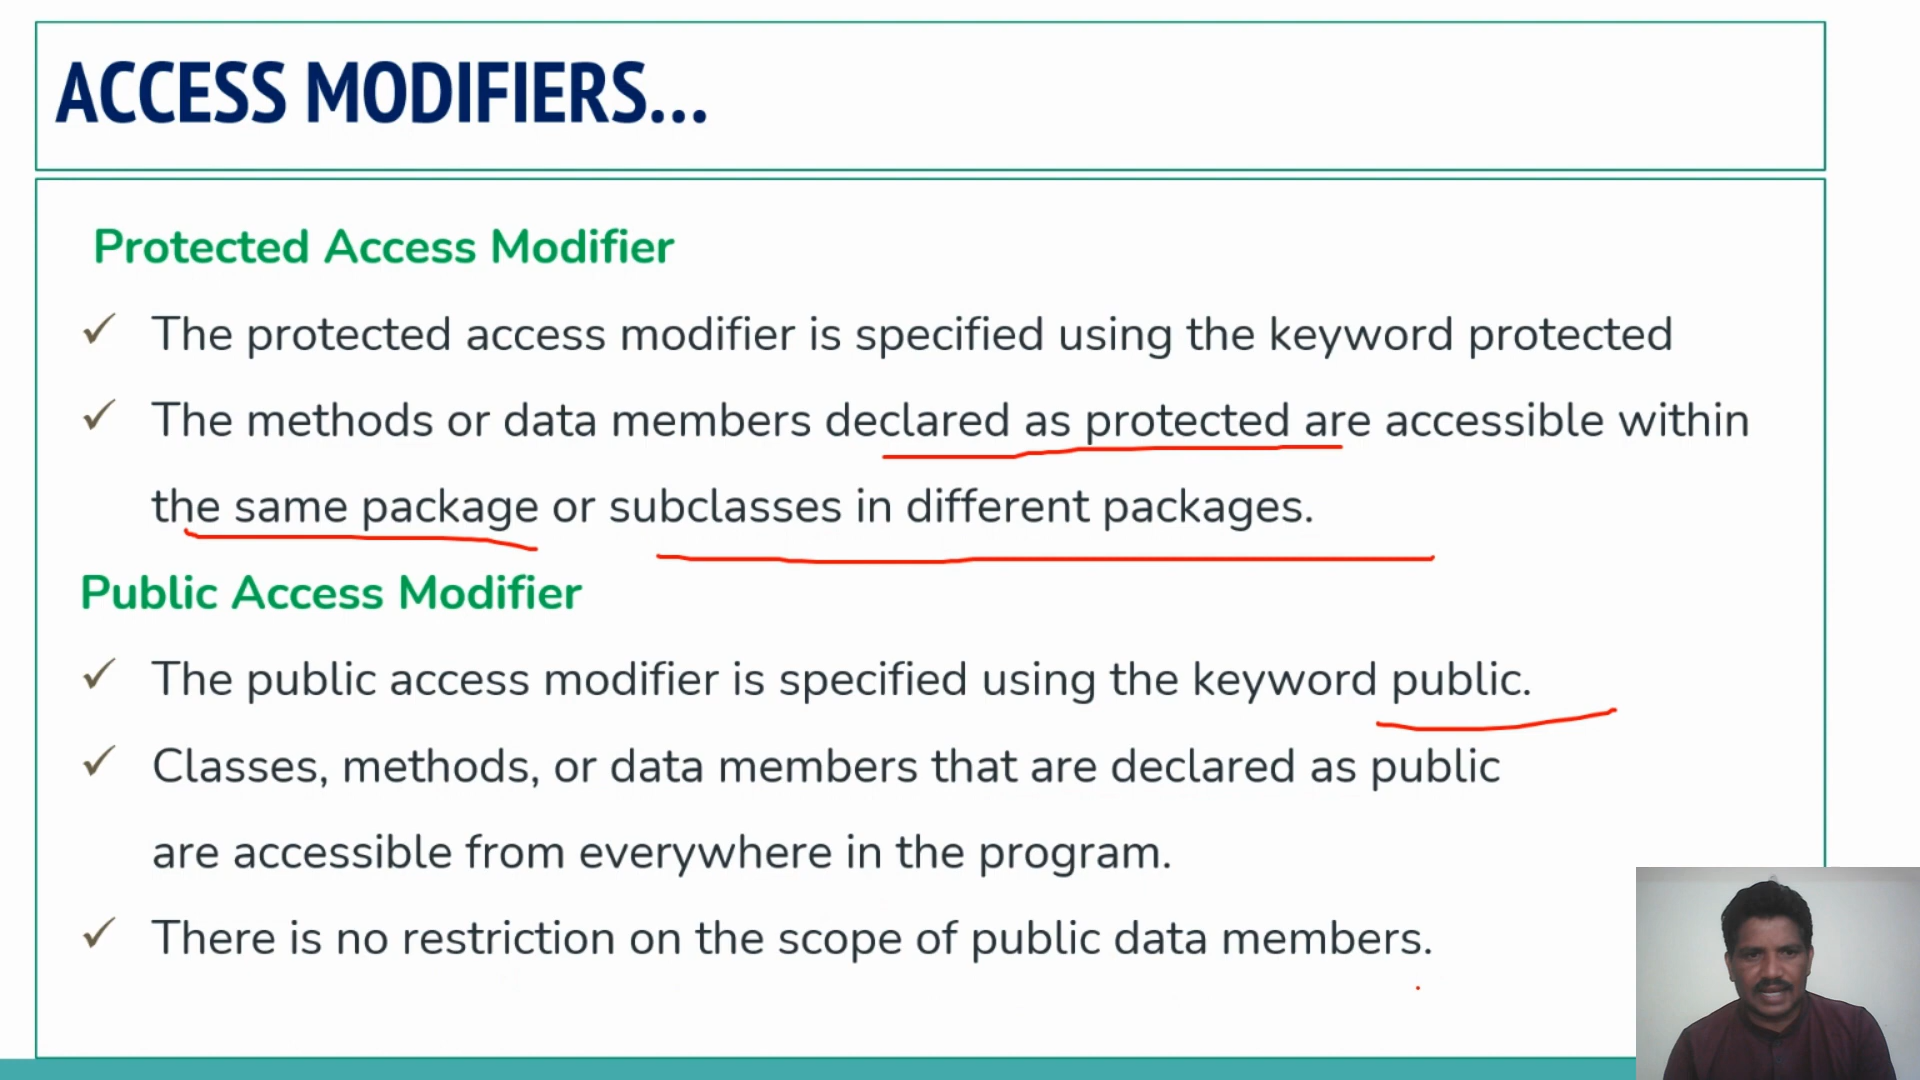 ACCESS MODIFIERS...
Protected Access Modifier
✓ The protected access modifier is specified using the keyword protected
✓ The methods or data members declared as protected are accessible within
the same package or subclasses in different packages.
Public Access Modifier
✓ The public access modifier is specified using the keyword public.
✓ Classes, methods, or data members that are declared as public
are accessible from everywhere in the program.
✓ There is no restriction on the scope of public data members.